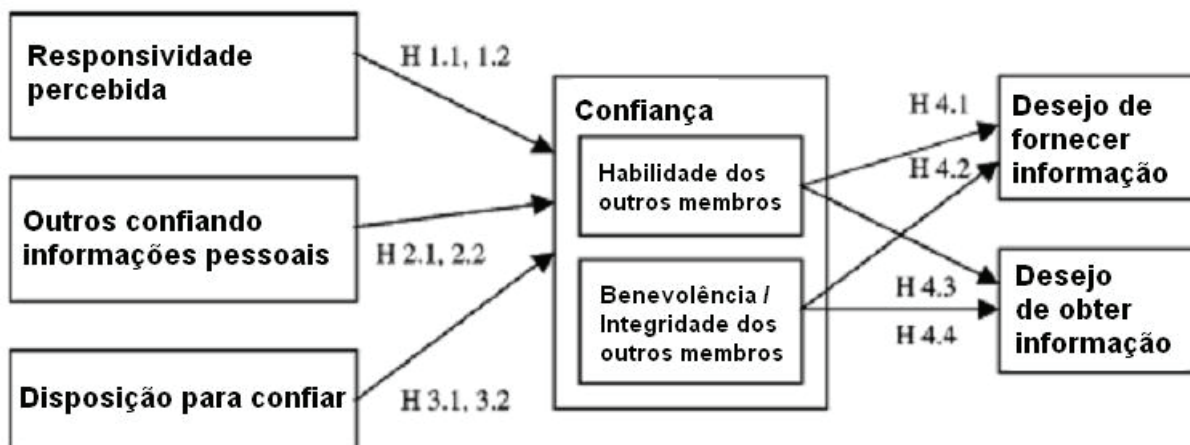 Responsividade
percebida
H 1.1, 1.2
Outros confiando
informações pessoais
H 2.1, 2.2
Disposição para confiar
H 3.1, 3.2
Confiança
Habilidade dos
outros membros
Benevolência /
Integridade dos
outros membros
H 4.1
H 4.2
H 4.3
H 4.4
Desejo de
fornecer
informação
Desejo
de obter
informação